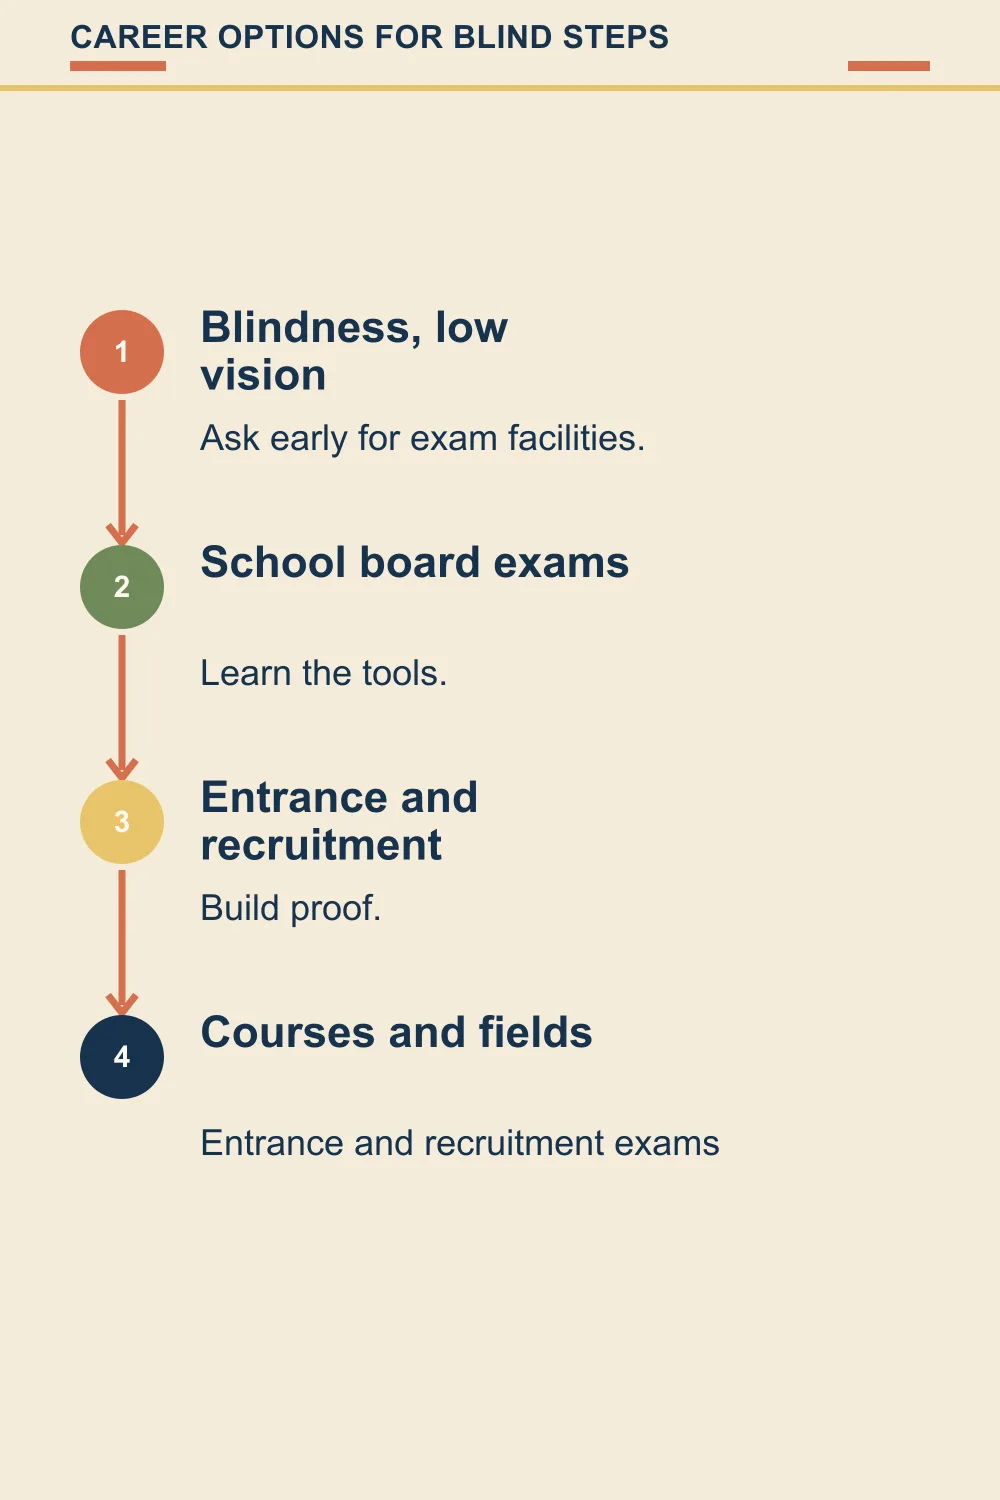 CAREER OPTIONS FOR BLIND STEPS
1
Blindness, low
vision
Ask early for exam facilities.
2
School board exams
Learn the tools.
3
Entrance and
recruitment
Build proof.
4
Courses and fields
Entrance and recruitment exams